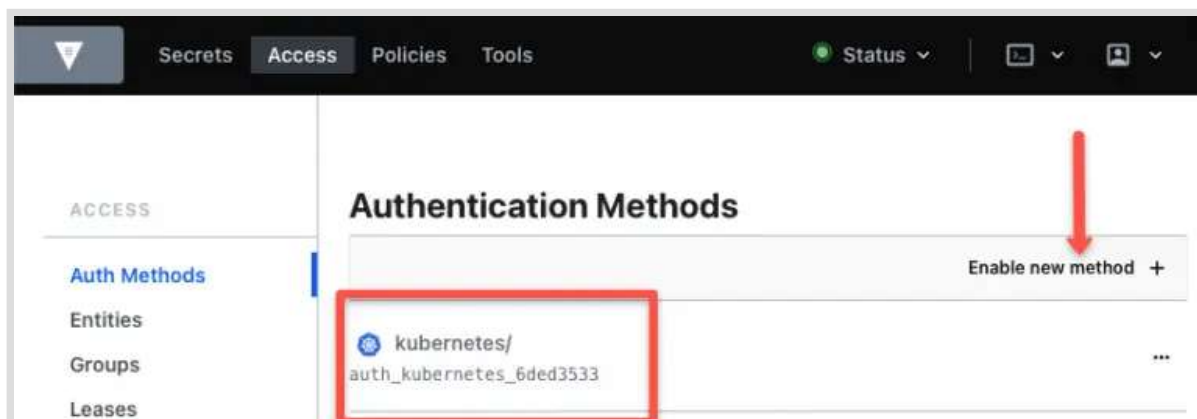 Secrets Access Policies Tools Status
ACCESS
Authentication Methods
Auth Methods
Enable new method +
Entities
kubernetes/
Groups
auth_kubernetes_6ded3533
Leases